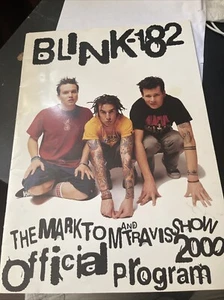 BLINK-182
THE MARK TOM AND TRAVIS SHOW
2000
official program